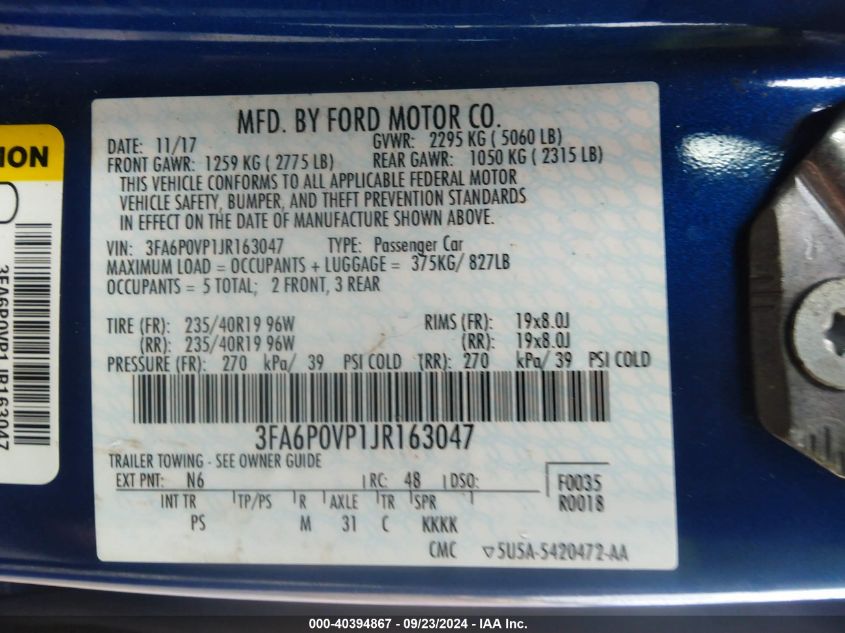 MFD. BY FORD MOTOR CO.
DATE: 11/17 GVWR: 2295 KG ( 5060 LB)
FRONT GAWR: 1259 KG ( 2775 LB) REAR GAWR: 1050 KG ( 2315 LB)
THIS VEHICLE CONFORMS TO ALL APPLICABLE FEDERAL MOTOR
VEHICLE SAFETY, BUMPER, AND THEFT PREVENTION STANDARDS
IN EFFECT ON THE DATE OF MANUFACTURE SHOWN ABOVE.
VIN: 3FA6P0VP1JR163047 TYPE: Passenger Car
MAXIMUM LOAD = OCCUPANTS + LUGGAGE = 375KG/ 827LB
OCCUPANTS = 5 TOTAL; 2 FRONT, 3 REAR
TIRE (FR): 235/40R19 96W RIMS (FR): 19x8.0J
(RR): 235/40R19 96W (RR): 19x8.0J
PRESSURE (FR): 270 kPa/ 39 PSI COLD (RR): 270 kPa/ 39 PSI COLD
3FA6P0VP1JR163047
TRAILER TOWING - SEE OWNER GUIDE
EXT PNT: N6 RC: 48 DSO: F0035
INT TR TP/PS R AXLE TR SPR R0018
PS M 31 C KKKK
CMC ▽5U5A-5420472-AA
ION
3FA6P0VP1JR163047
000-40394867 - 09/23/2024 - IAA Inc.